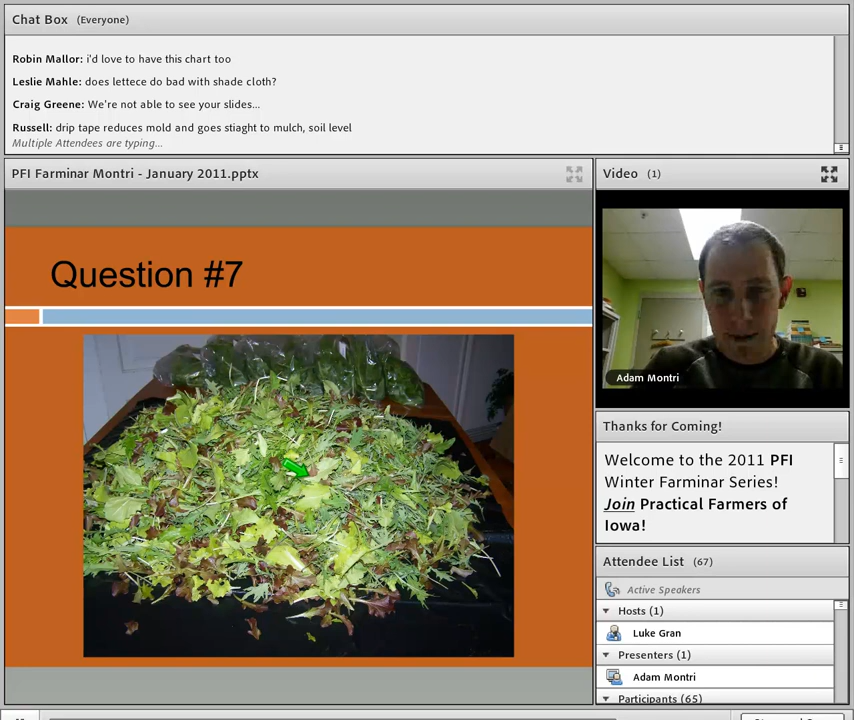 Chat Box (Everyone)
Robin Mallor: i'd love to have this chart too
Leslie Mahle: does lettece do bad with shade cloth?
Craig Greene: We're not able to see your slides...
Russell: drip tape reduces mold and goes stiaght to mulch, soil level
Multiple Attendees are typing...
PFI Farminar Montri - January 2011.pptx
Question #7
Video (1)
Adam Montri
Thanks for Coming!
Welcome to the 2011 PFI
Winter Farminar Series!
Join Practical Farmers of
Iowa!
Attendee List (67)
Active Speakers
Hosts (1)
Luke Gran
Presenters (1)
Adam Montri
Participants (65)